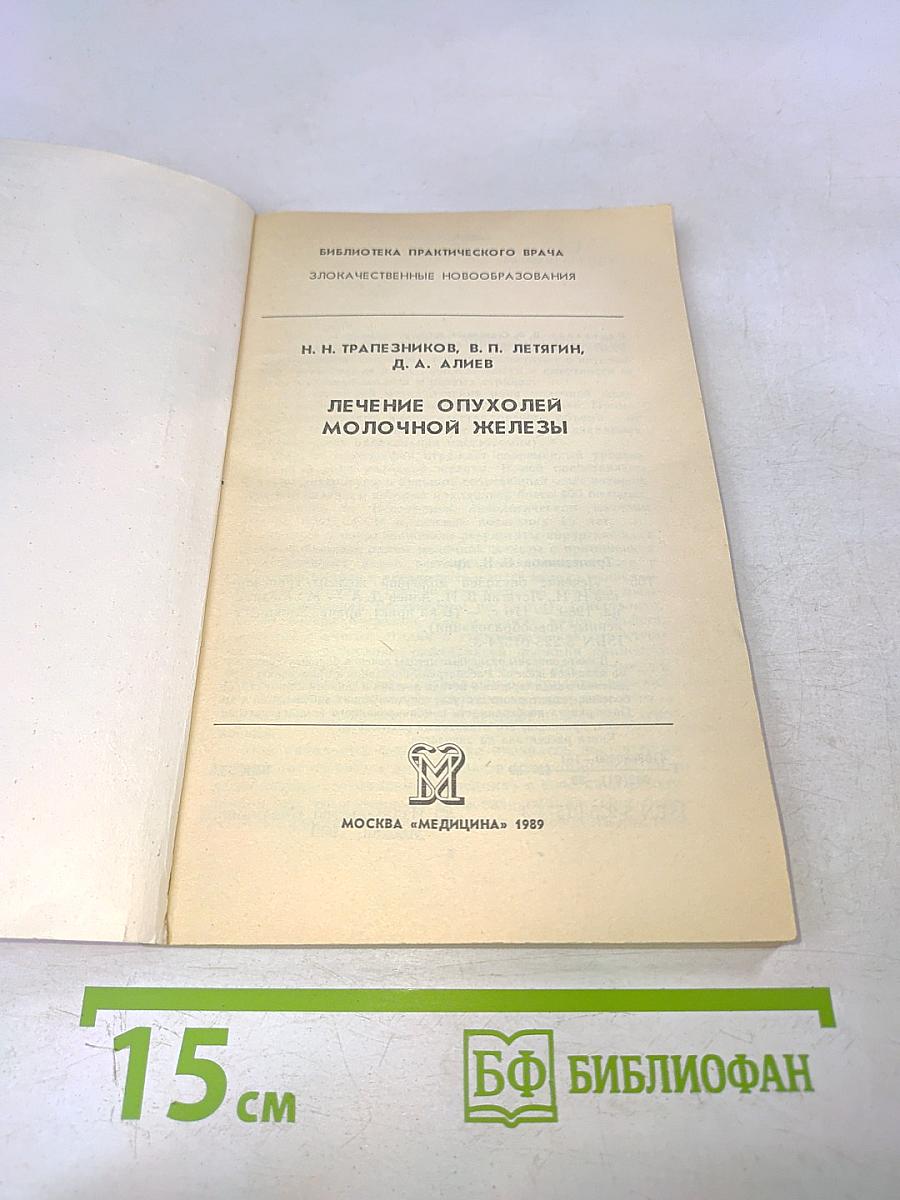 БИБЛИОТЕКА ПРАКТИЧЕСКОГО ВРАЧА
ЗЛОКАЧЕСТВЕННЫЕ НОВООБРАЗОВАНИЯ
Н. Н. ТРАПЕЗНИКОВ, В. П. ЛЕТЯГИН,
Д. А. АЛИЕВ
ЛЕЧЕНИЕ ОПУХОЛЕЙ
МОЛОЧНОЙ ЖЕЛЕЗЫ
МОСКВА «МЕДИЦИНА» 1989
15 см
БФ БИБЛИОФАН